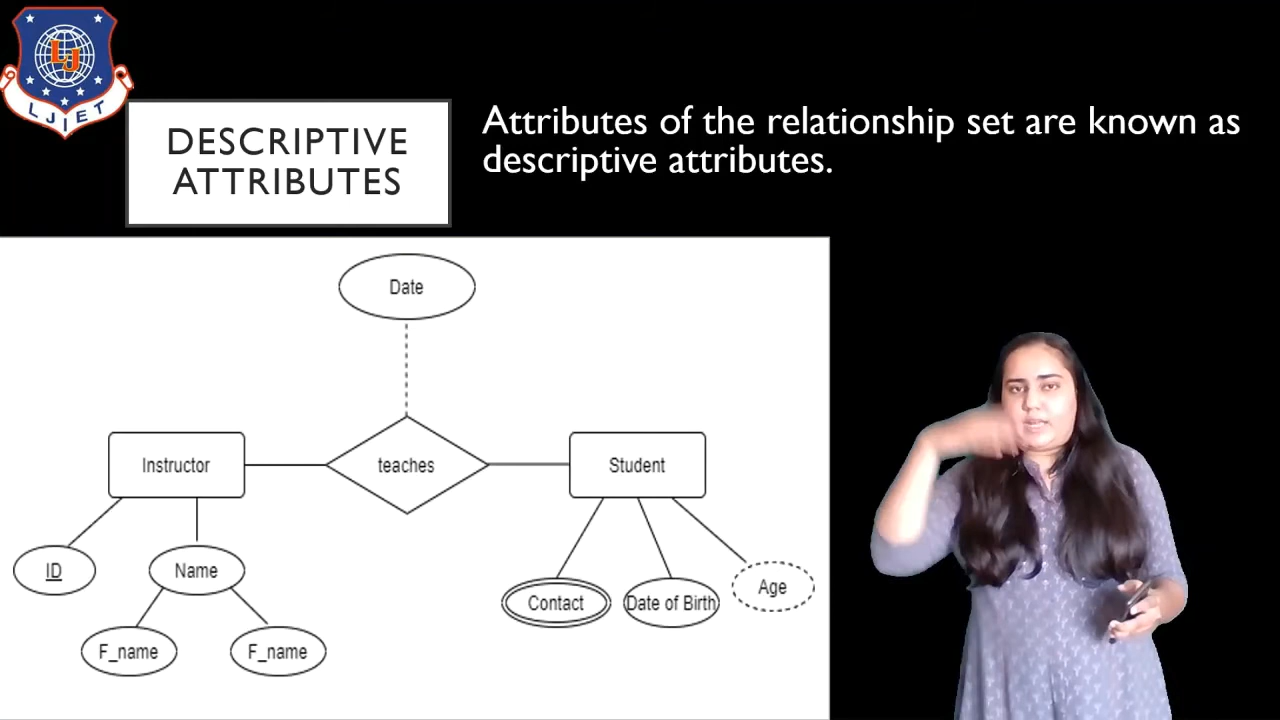 LJ
LJIET
DESCRIPTIVE
ATTRIBUTES
Attributes of the relationship set are known as
descriptive attributes.
Date
Instructor
teaches
Student
ID
Name
Contact
Date of Birth
Age
F_name
F_name